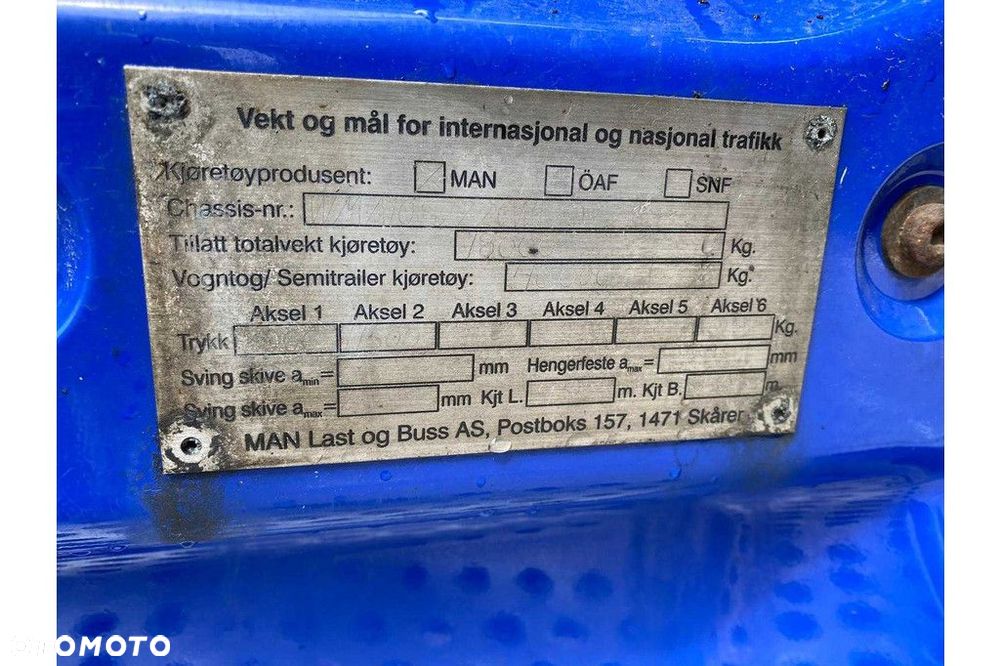 Vekt og mål for internasjonal og nasjonal trafikk
Kjøretøyprodusent: MAN ÖAF SNF
Chassis-nr.:
Tillatt totalvekt kjøretøy: Kg.
Vogntog/ Semitrailer kjøretøy: Kg.
Aksel 1 Aksel 2 Aksel 3 Aksel 4 Aksel 5 Aksel 6
Trykk Kg.
Sving skive amin= mm Hengerfeste amax= mm
Sving skive amax= mm Kjt L. m. Kjt B. m.
MAN Last og Buss AS, Postboks 157, 1471 Skårer
OTOMOTO